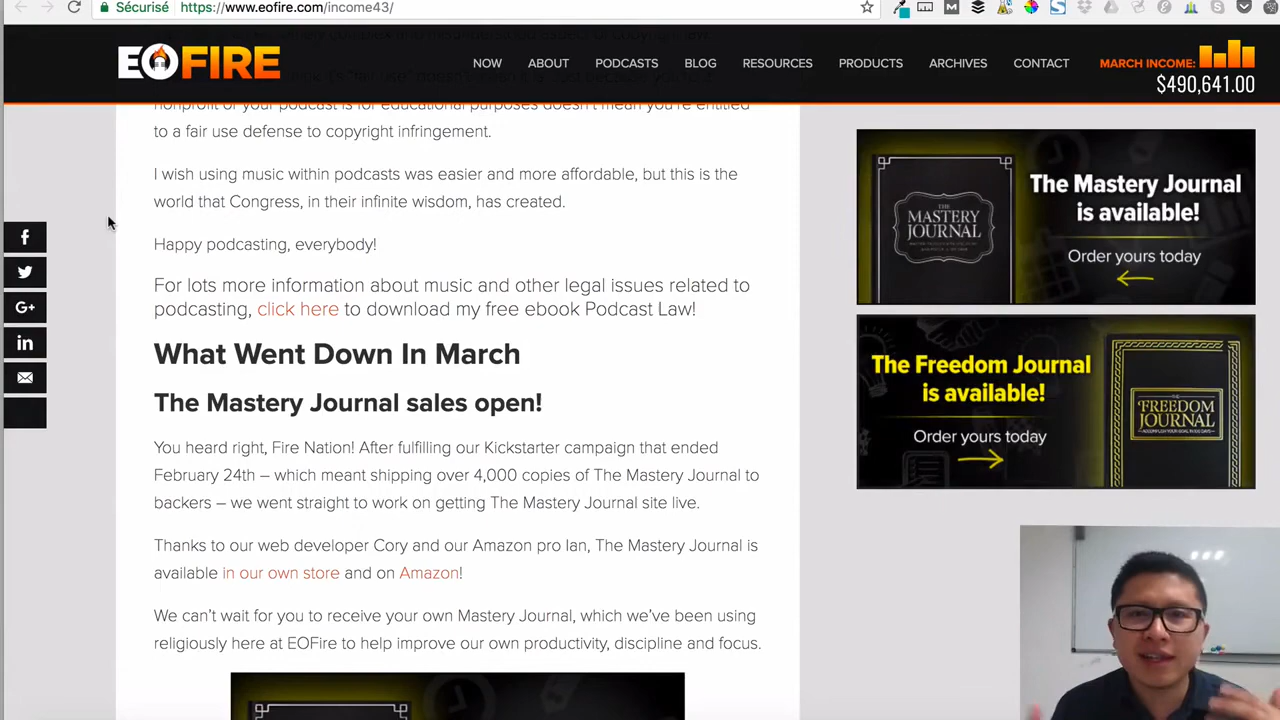 Sécurisé https://www.eofire.com/income43/
EOFIRE
NOW ABOUT PODCASTS BLOG RESOURCES PRODUCTS ARCHIVES CONTACT
MARCH INCOME:
$490,641.00
nonprofit or your podcast is for educational purposes doesn't mean you're entitled
to a fair use defense to copyright infringement.
I wish using music within podcasts was easier and more affordable, but this is the
world that Congress, in their infinite wisdom, has created.
Happy podcasting, everybody!
For lots more information about music and other legal issues related to
podcasting, click here to download my free ebook Podcast Law!
What Went Down In March
The Mastery Journal sales open!
You heard right, Fire Nation! After fulfilling our Kickstarter campaign that ended
February 24th – which meant shipping over 4,000 copies of The Mastery Journal to
backers – we went straight to work on getting The Mastery Journal site live.
Thanks to our web developer Cory and our Amazon pro Ian, The Mastery Journal is
available in our own store and on Amazon!
We can't wait for you to receive your own Mastery Journal, which we've been using
religiously here at EOFire to help improve our own productivity, discipline and focus.
THE
MASTERY
JOURNAL
The Mastery Journal
is available!
Order yours today
The Freedom Journal
is available!
Order yours today
THE
FREEDOM
JOURNAL